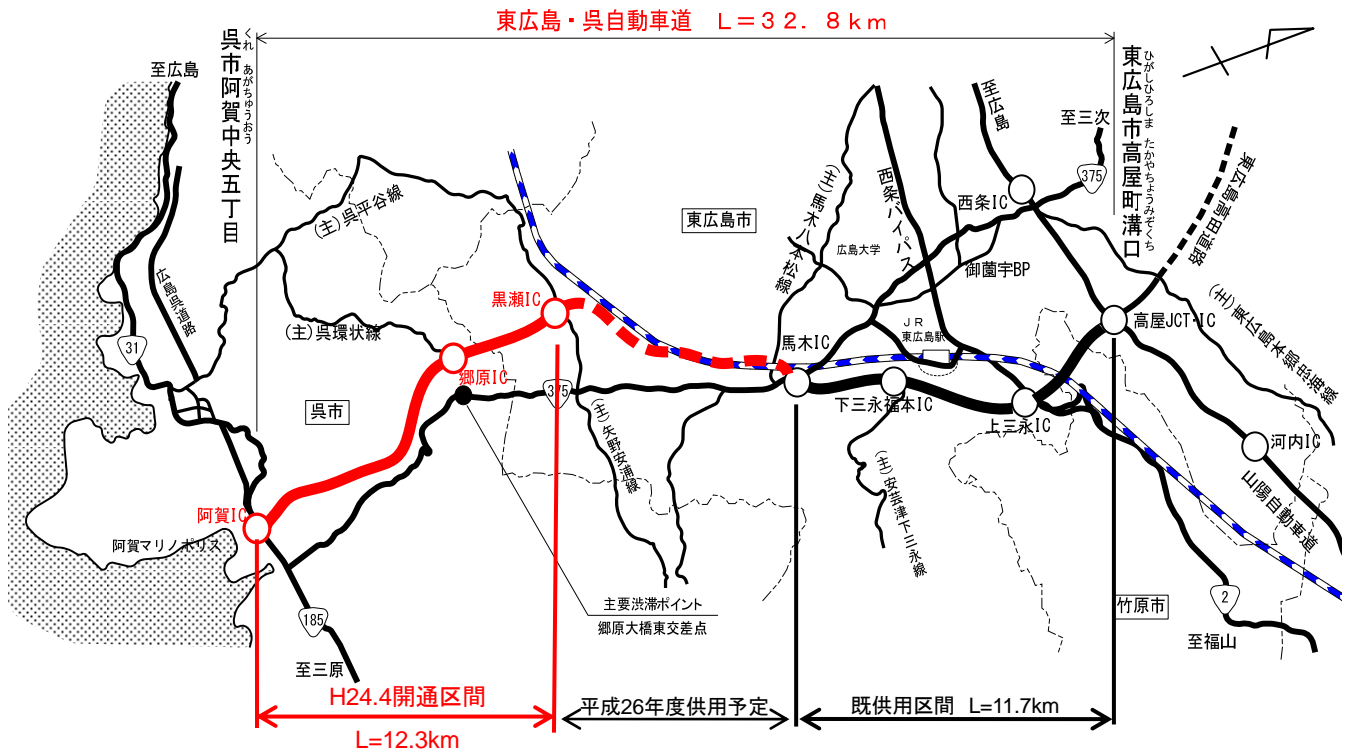 東広島・呉自動車道 L=32.8km
呉市阿賀中央五丁目
くれ あがちゅうおう
東広島市高屋町溝口
ひがしひろしま たかやちょうみぞくち
至広島
至広島
至三次
375
西条IC
(主)呉平谷線
東広島市
(主)馬木八本松線
広島大学
西条バイパス
御薗宇BP
東広島高田道路
広島呉道路
31
(主)呉環状線
黒瀬IC
郷原IC
375
馬木IC
JR
東広島駅
高屋JCT・IC
(主)東広島本郷忠海線
呉市
(主)矢野安浦線
下三永福本IC
上三永IC
河内IC
山陽自動車道
(主)安芸津下三永線
阿賀IC
阿賀マリノポリス
主要渋滞ポイント
郷原大橋東交差点
竹原市
2
185
至三原
至福山
H24.4開通区間
L=12.3km
平成26年度供用予定
既供用区間 L=11.7km